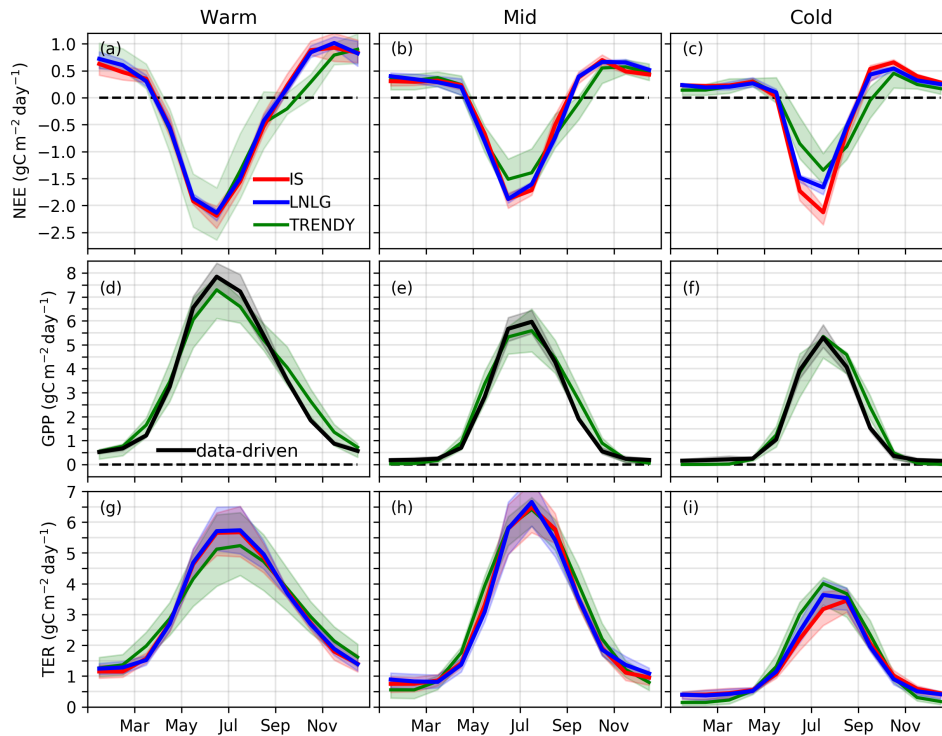 Warm Mid Cold
(a) (b) (c)
NEE (gC m⁻² day⁻¹)
1.0
0.5
0.0
−0.5
−1.0
−1.5
−2.0
−2.5
IS
LNLG
TRENDY
(d) (e) (f)
GPP (gC m⁻² day⁻¹)
8
7
6
5
4
3
2
1
0
data-driven
(g) (h) (i)
TER (gC m⁻² day⁻¹)
7
6
5
4
3
2
1
0
Mar May Jul Sep Nov Mar May Jul Sep Nov Mar May Jul Sep Nov